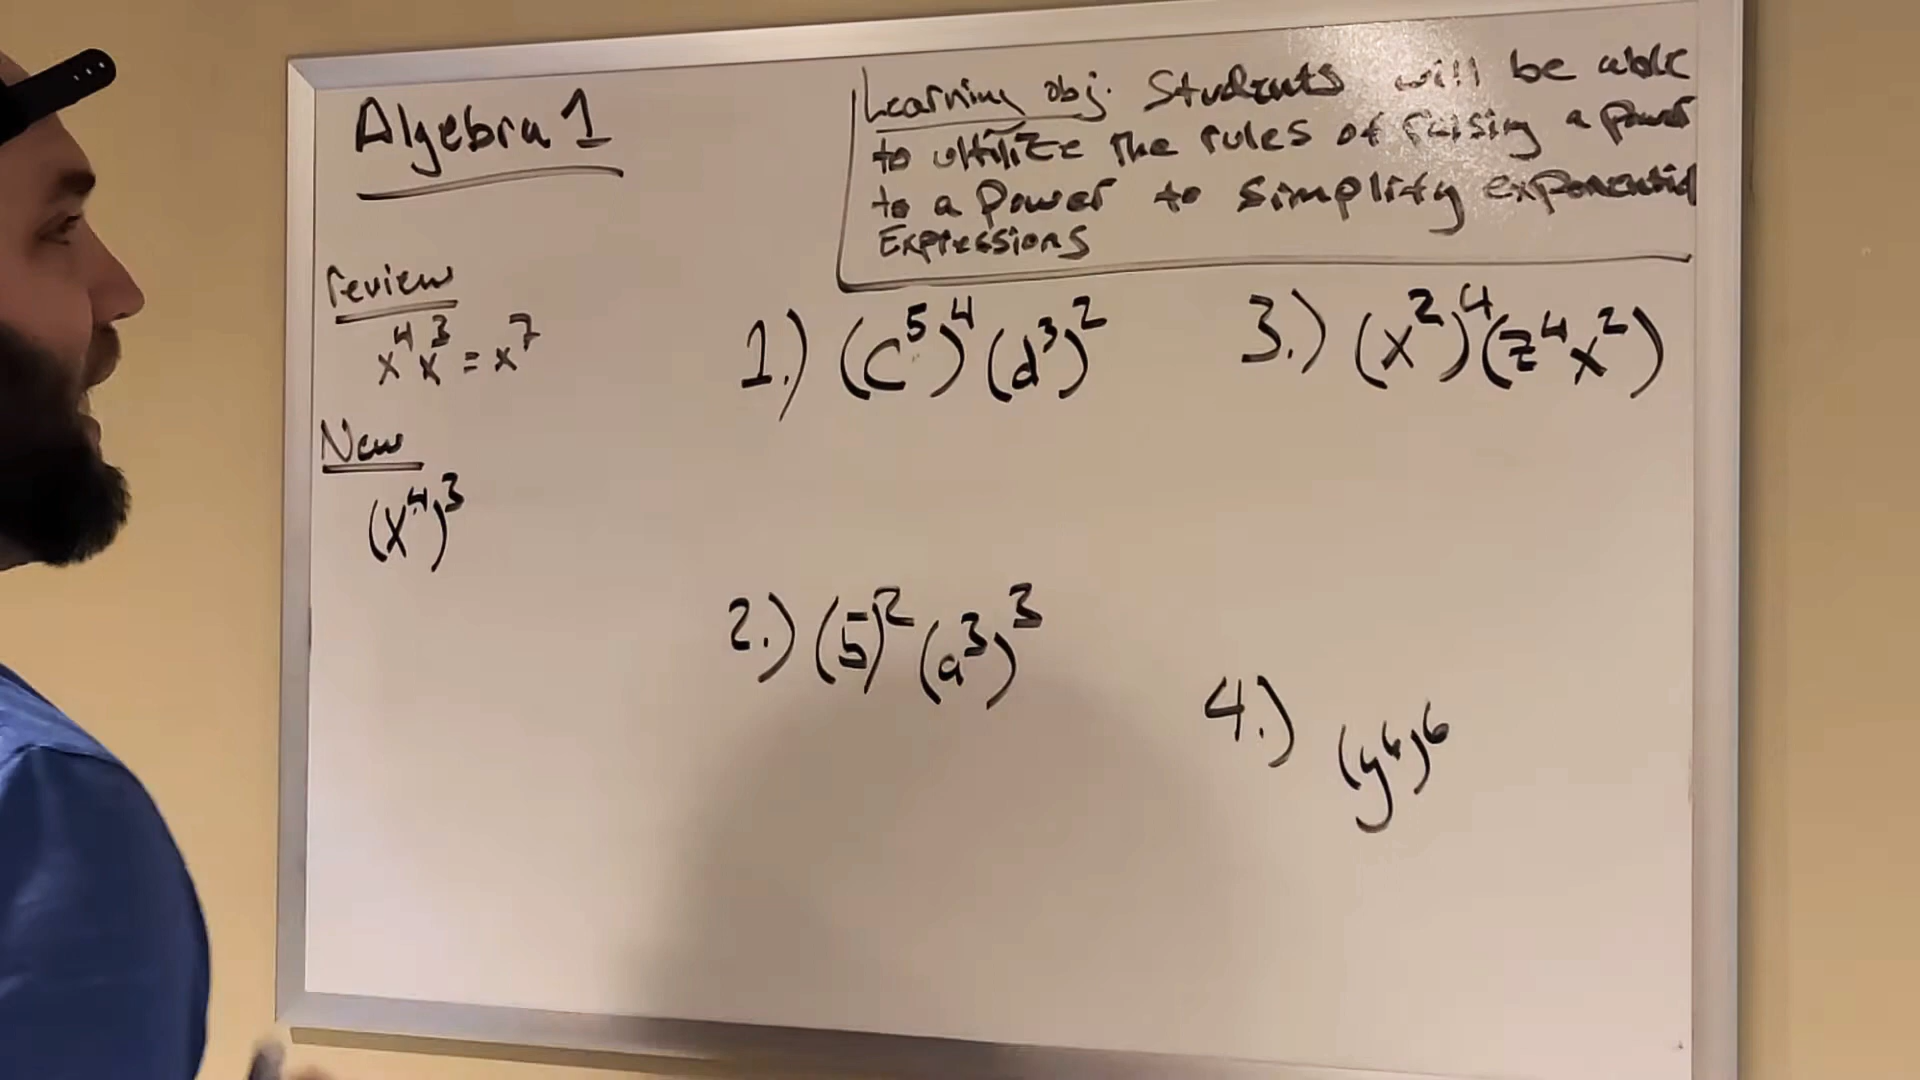 Algebra 1
Learning obj. Students will be able
to utilize the rules of raising a power
to a power to simplify exponential
Expressions
review
x⁴x³ = x⁷
New
(x⁴)³
1.) (c⁵)⁴(d³)²
2.) (5)²(a³)³
3.) (x²)⁴(z⁴x²)
4.) (y⁶)⁶